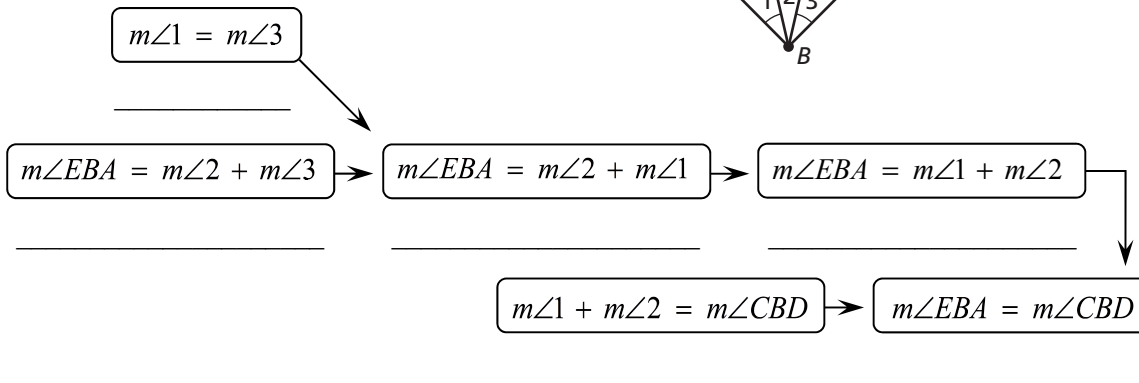 1 2 3
B
m∠1 = m∠3
m∠EBA = m∠2 + m∠3
m∠EBA = m∠2 + m∠1
m∠EBA = m∠1 + m∠2
m∠1 + m∠2 = m∠CBD
m∠EBA = m∠CBD